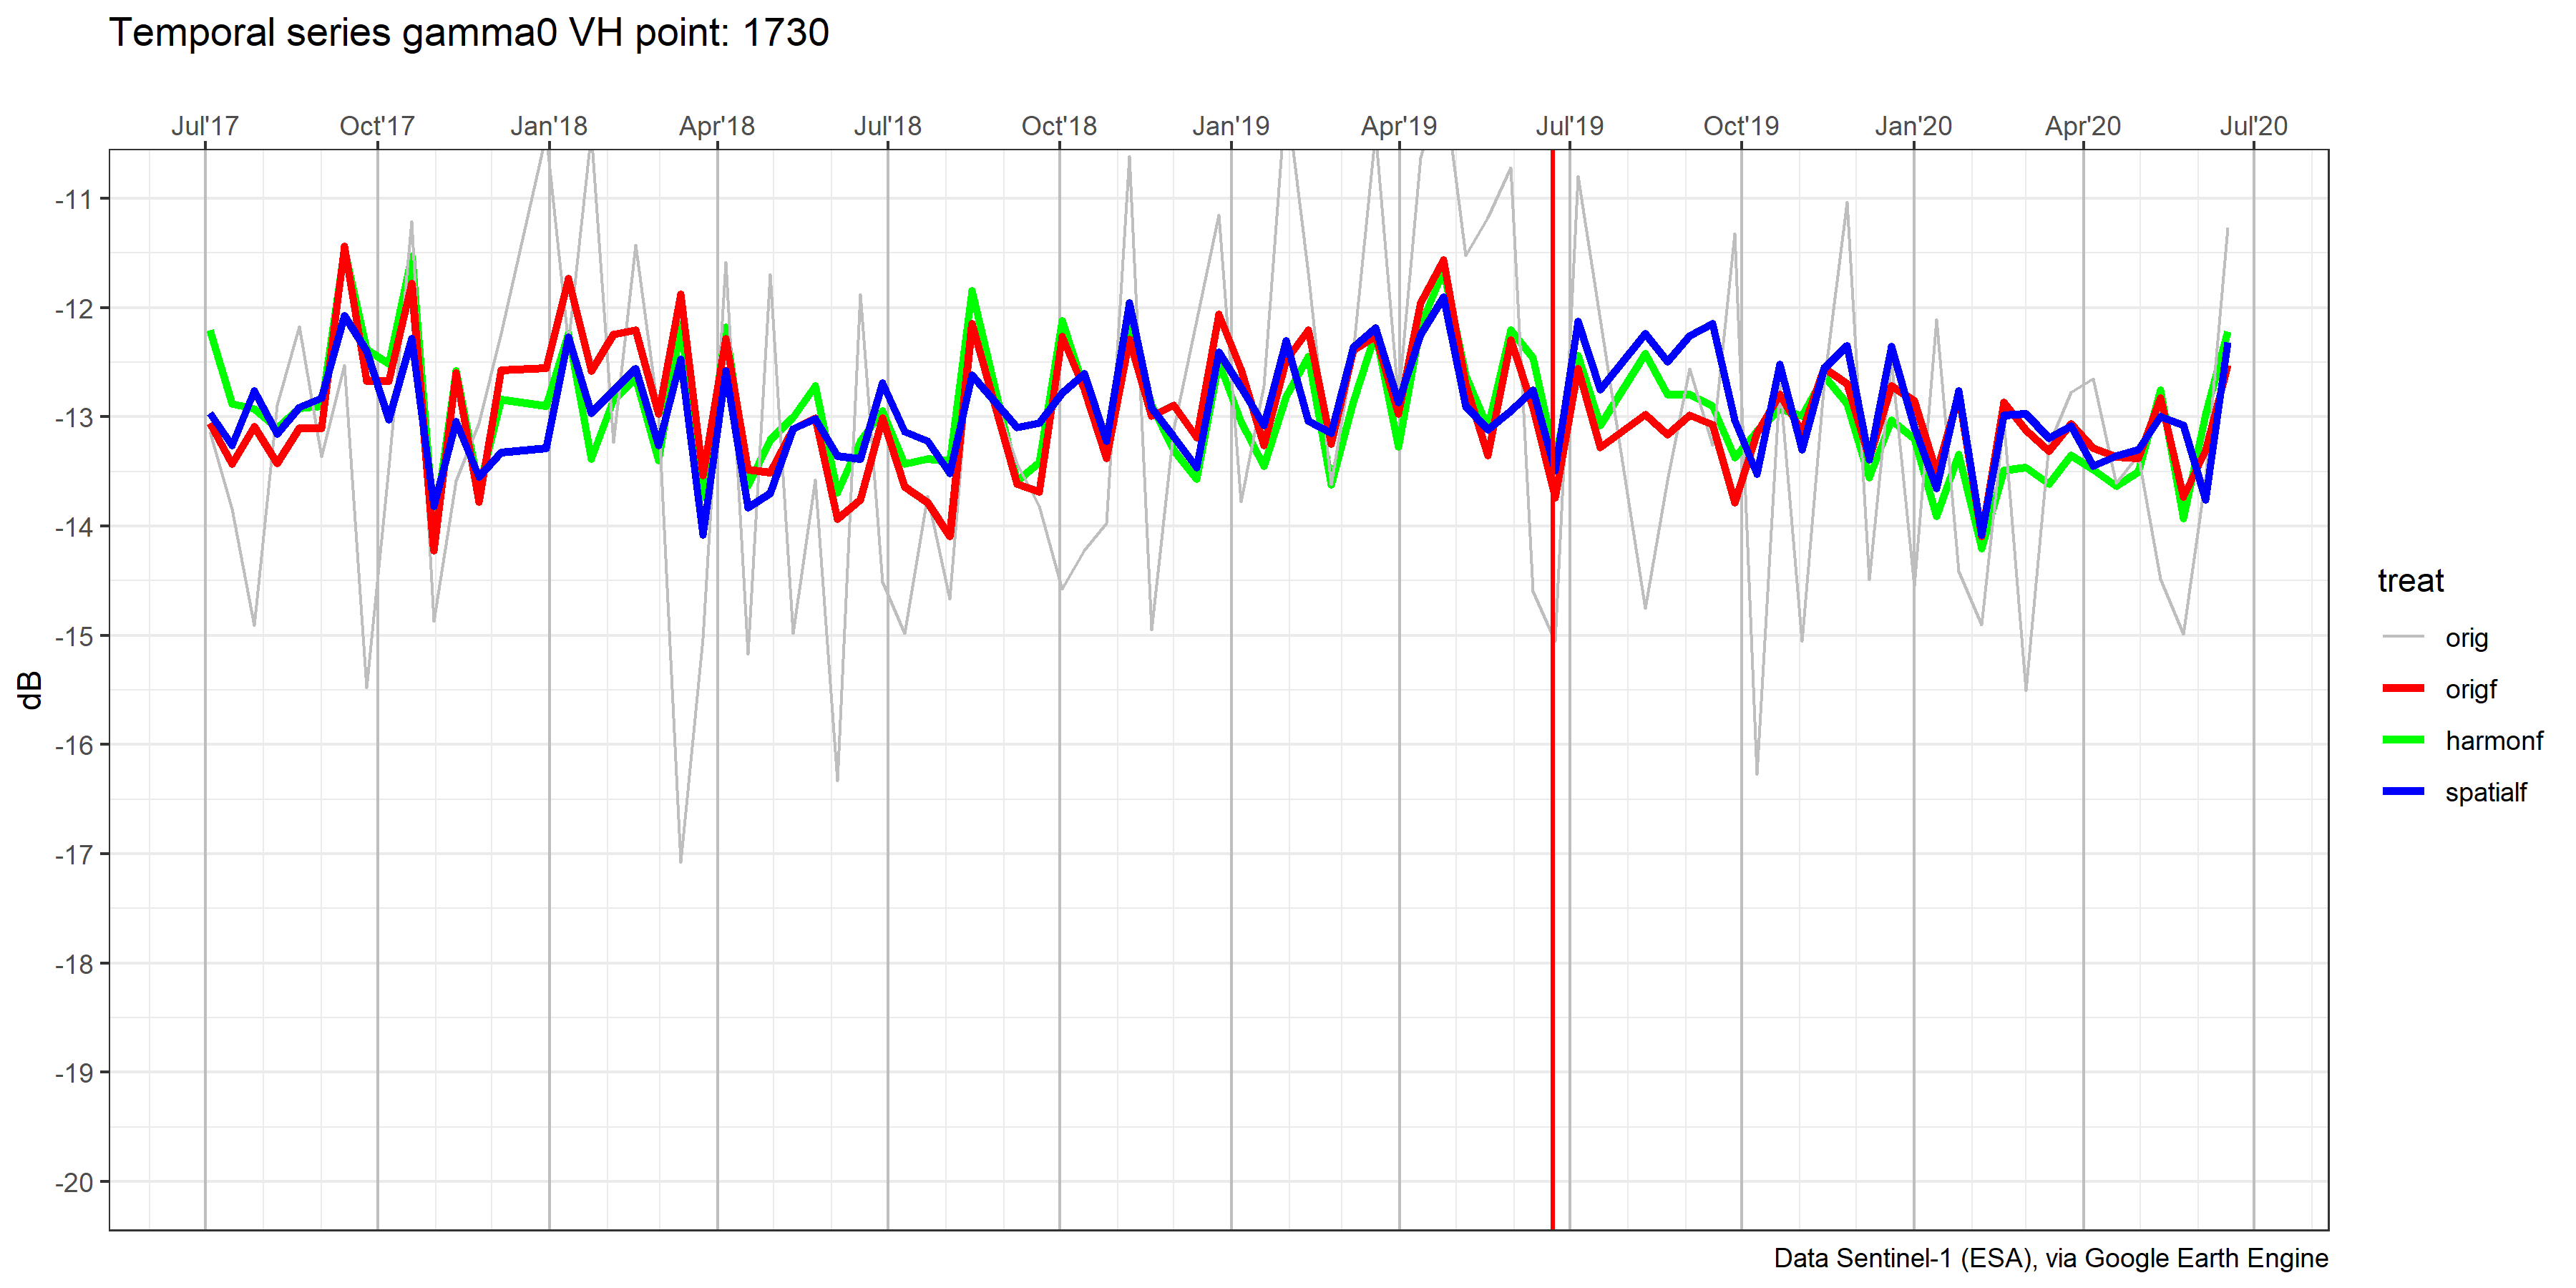 Temporal series gamma0 VH point: 1730
Jul'17 Oct'17 Jan'18 Apr'18 Jul'18 Oct'18 Jan'19 Apr'19 Jul'19 Oct'19 Jan'20 Apr'20 Jul'20
-11
-12
-13
-14
-15
-16
-17
-18
-19
-20
dB
treat
orig
origf
harmonf
spatialf
Data Sentinel-1 (ESA), via Google Earth Engine